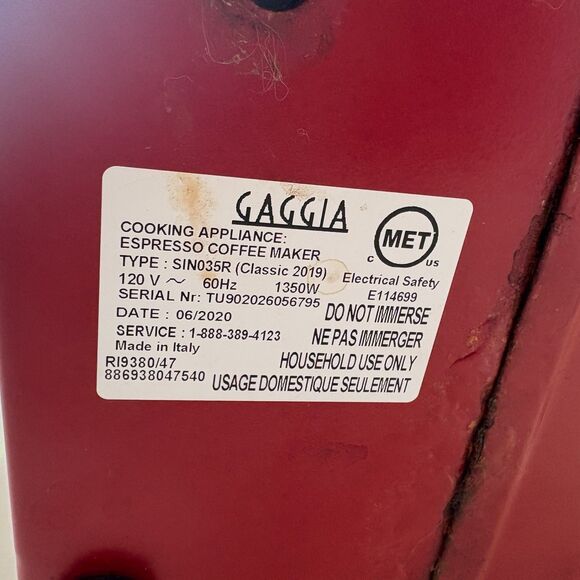 GAGGIA
COOKING APPLIANCE:
ESPRESSO COFFEE MAKER
TYPE : SIN035R (Classic 2019)
120 V ~ 60Hz 1350W
SERIAL Nr: TU902026056795
DATE : 06/2020
SERVICE : 1-888-389-4123
Made in Italy
RI9380/47
886938047540
MET
C US
Electrical Safety
E114699
DO NOT IMMERSE
NE PAS IMMERGER
HOUSEHOLD USE ONLY
USAGE DOMESTIQUE SEULEMENT